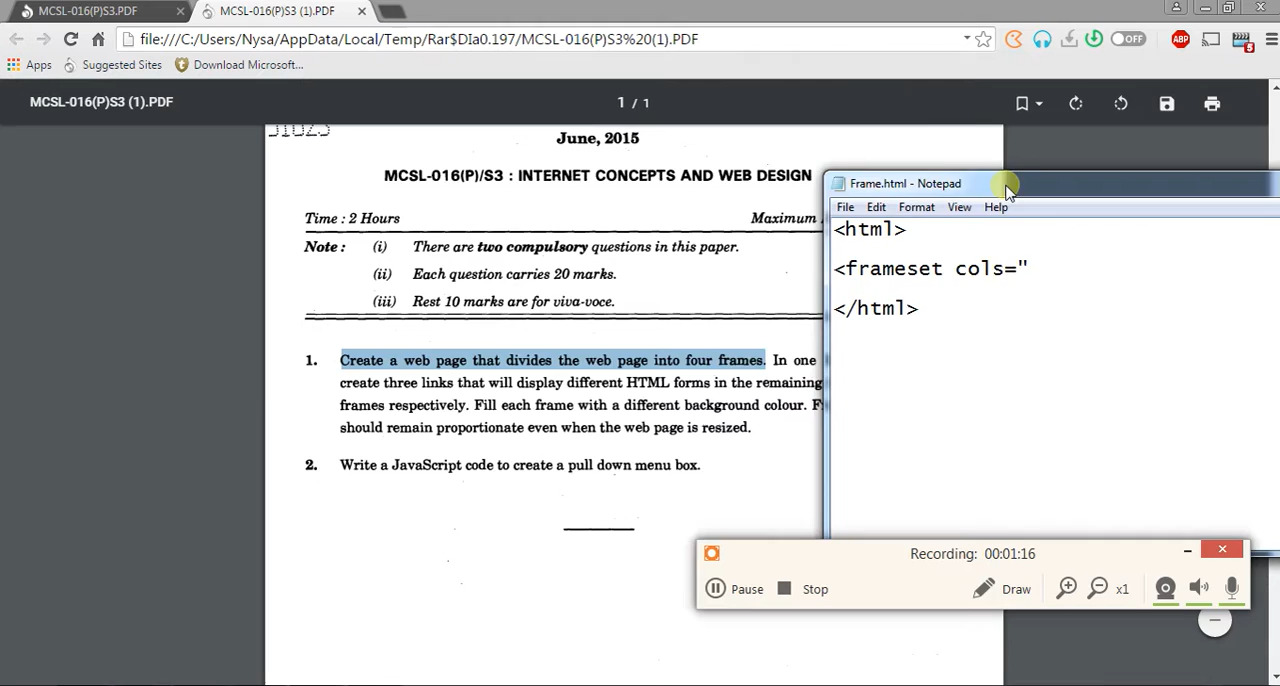 MCSL-016(P)S3.PDF
MCSL-016(P)S3 (1).PDF
file:///C:/Users/Nysa/AppData/Local/Temp/Rar$DIa0.197/MCSL-016(P)S3%20(1).PDF
OFF
ABP
5
Apps
Suggested Sites
Download Microsoft...
MCSL-016(P)S3 (1).PDF
1 / 1
June, 2015
MCSL-016(P)/S3 : INTERNET CONCEPTS AND WEB DESIGN
Time : 2 Hours
Maximum
Note : (i) There are two compulsory questions in this paper.
(ii) Each question carries 20 marks.
(iii) Rest 10 marks are for viva-voce.
1. Create a web page that divides the web page into four frames. In one
create three links that will display different HTML forms in the remaining
frames respectively. Fill each frame with a different background colour.
should remain proportionate even when the web page is resized.
2. Write a JavaScript code to create a pull down menu box.
Frame.html - Notepad
File Edit Format View Help
<html>
<frameset cols="
</html>
Recording: 00:01:16
Pause
Stop
Draw
x1